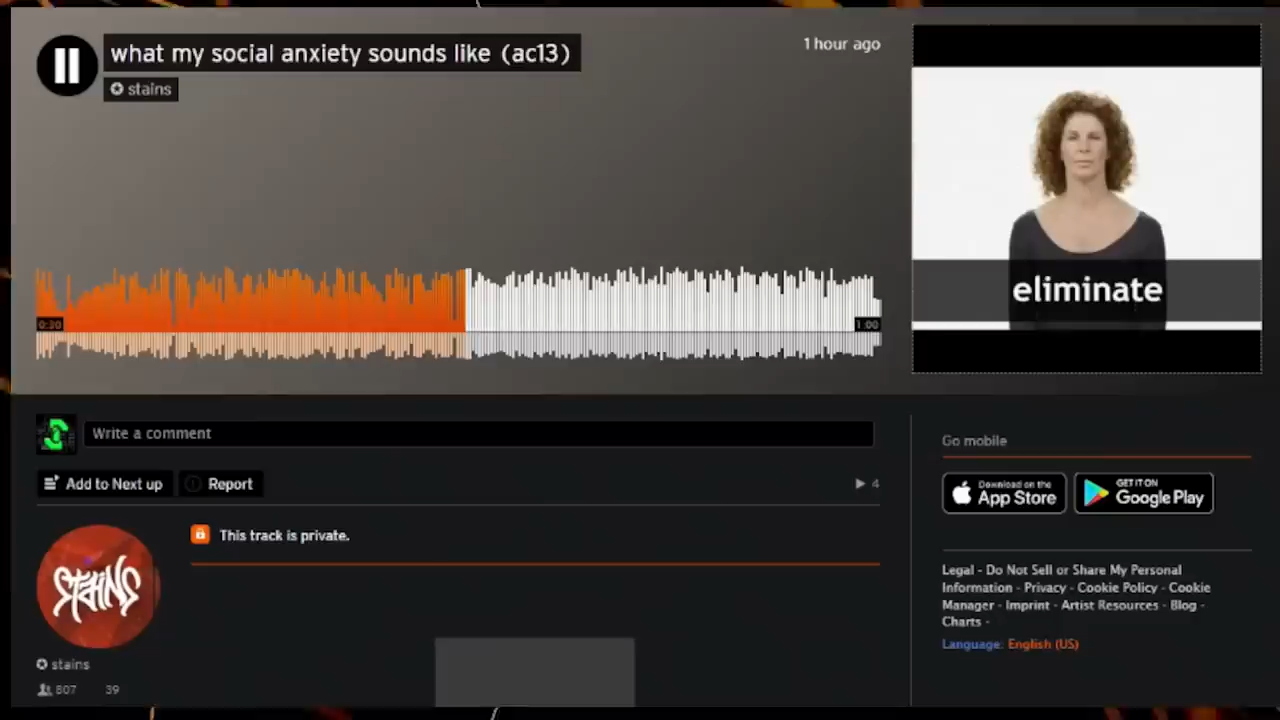 what my social anxiety sounds like (ac13)
1 hour ago
stains
0:30
1:00
eliminate
Write a comment
Add to Next up
Report
4
This track is private.
STAINS
stains
807
39
Go mobile
Download on the
App Store
GET IT ON
Google Play
Legal - Do Not Sell or Share My Personal
Information - Privacy - Cookie Policy - Cookie
Manager - Imprint - Artist Resources - Blog -
Charts -
Language: English (US)